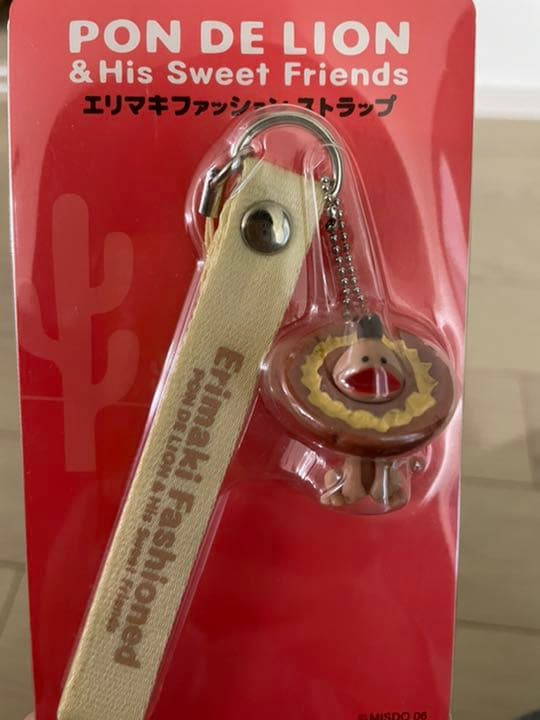 PON DE LION
& His Sweet Friends
エリマキファッションストラップ
Erimaki Fashioned
PON DE LION & His Sweet Friends
© MISDO 06